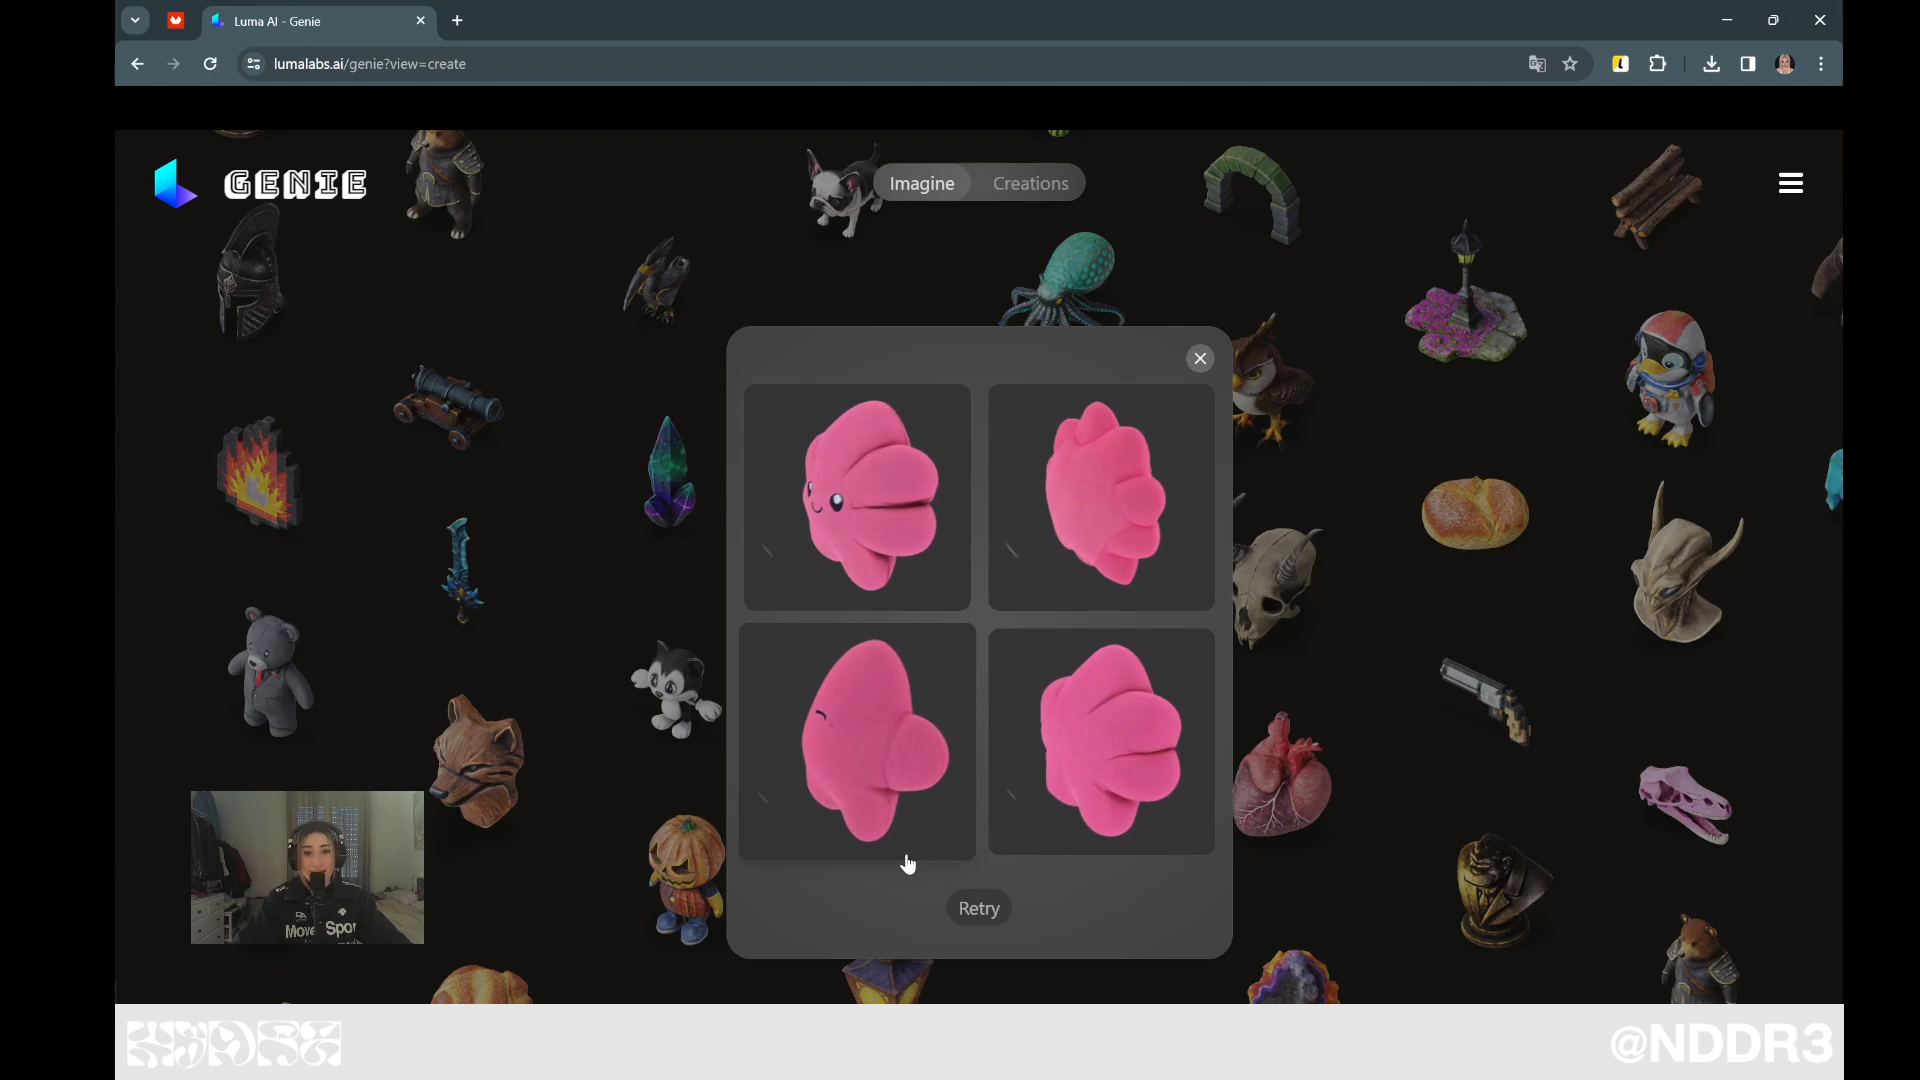 Luma AI - Genie
lumalabs.ai/genie?view=create
GENIE
Imagine
Creations
Retry
Move
Spor
@NDDR3